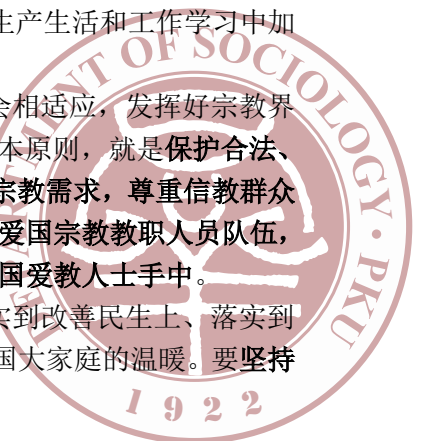 生产生活和工作学习中加
会相适应，发挥好宗教界
本原则，就是保护合法、
宗教需求，尊重信教群众
爱国宗教教职人员队伍，
国爱教人士手中。
实到改善民生上、落实到
国大家庭的温暖。要坚持
DEPARTMENT OF SOCIOLOGY · PKU
1922